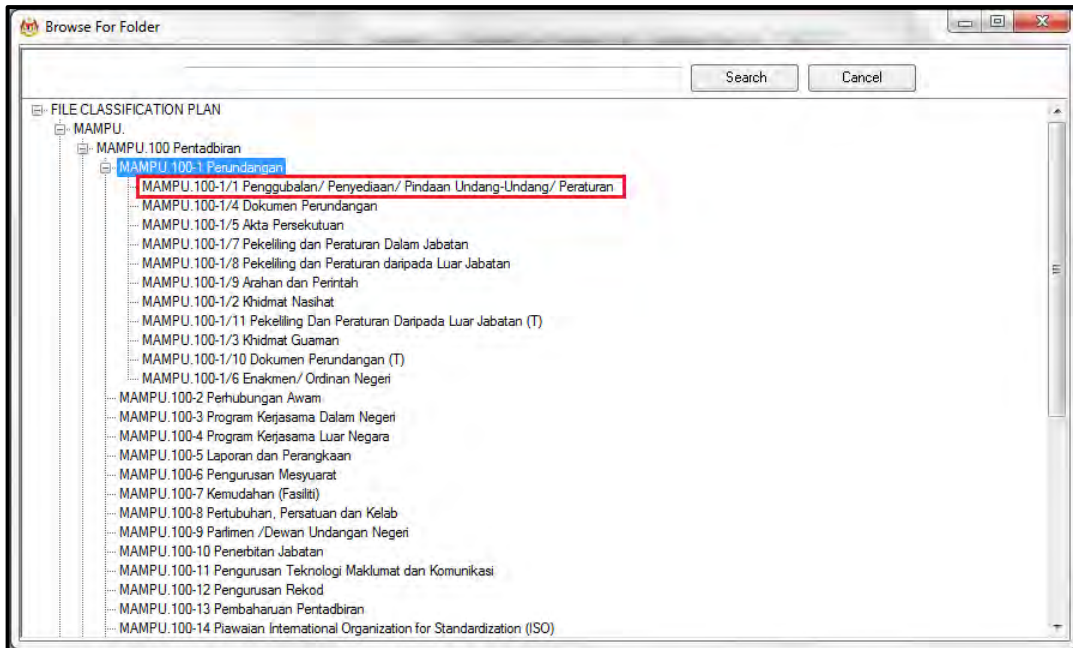 Browse For Folder
Search Cancel
FILE CLASSIFICATION PLAN
MAMPU.
MAMPU.100 Pentadbiran
MAMPU.100-1 Perundangan
MAMPU.100-1/1 Penggubalan/ Penyediaan/ Pindaan Undang-Undang/ Peraturan
MAMPU.100-1/4 Dokumen Perundangan
MAMPU.100-1/5 Akta Persekutuan
MAMPU.100-1/7 Pekeliling dan Peraturan Dalam Jabatan
MAMPU.100-1/8 Pekeliling dan Peraturan daripada Luar Jabatan
MAMPU.100-1/9 Arahan dan Perintah
MAMPU.100-1/2 Khidmat Nasihat
MAMPU.100-1/11 Pekeliling Dan Peraturan Daripada Luar Jabatan (T)
MAMPU.100-1/3 Khidmat Guaman
MAMPU.100-1/10 Dokumen Perundangan (T)
MAMPU.100-1/6 Enakmen/ Ordinan Negeri
MAMPU.100-2 Perhubungan Awam
MAMPU.100-3 Program Kerjasama Dalam Negeri
MAMPU.100-4 Program Kerjasama Luar Negara
MAMPU.100-5 Laporan dan Perangkaan
MAMPU.100-6 Pengurusan Mesyuarat
MAMPU.100-7 Kemudahan (Fasiliti)
MAMPU.100-8 Pertubuhan, Persatuan dan Kelab
MAMPU.100-9 Parlimen /Dewan Undangan Negeri
MAMPU.100-10 Penerbitan Jabatan
MAMPU.100-11 Pengurusan Teknologi Maklumat dan Komunikasi
MAMPU.100-12 Pengurusan Rekod
MAMPU.100-13 Pembaharuan Pentadbiran
MAMPU.100-14 Piawaian International Organization for Standardization (ISO)